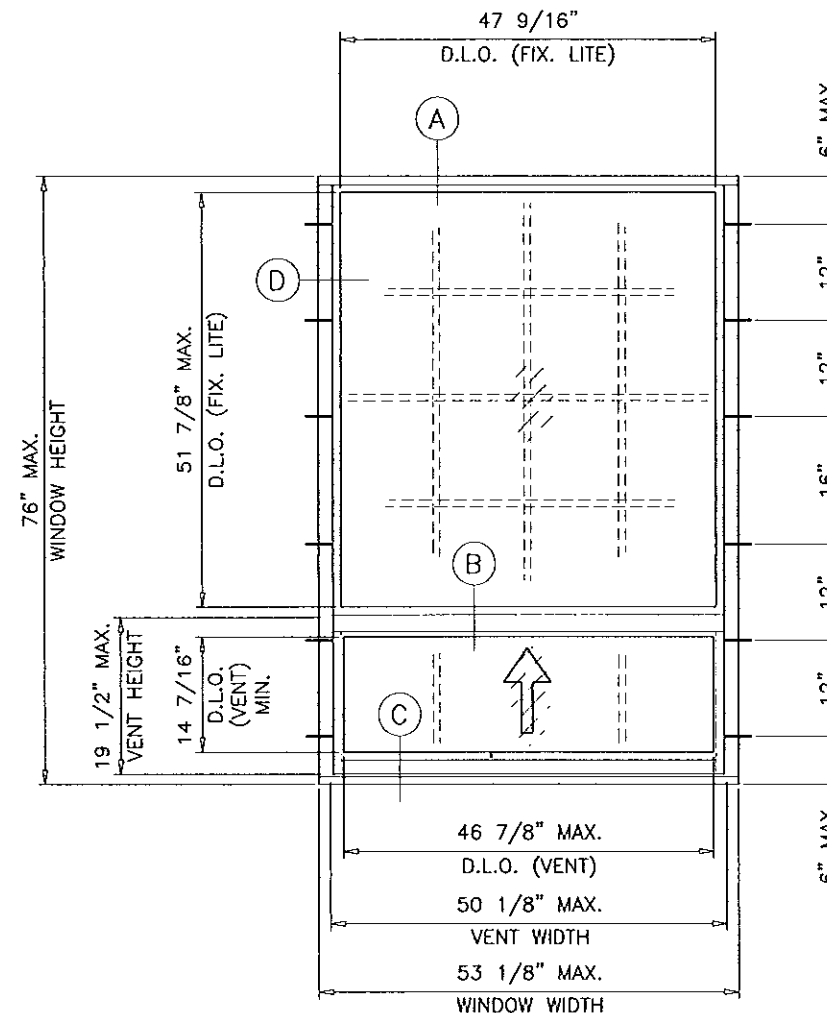 47 9/16"
D.L.O. (FIX. LITE)
A
6" MAX.
D
12"
12"
51 7/8" MAX.
D.L.O. (FIX. LITE)
76" MAX.
WINDOW HEIGHT
16"
B
12"
19 1/2" MAX.
VENT HEIGHT
14 7/16"
D.L.O.
(VENT)
MIN.
12"
C
46 7/8" MAX.
D.L.O. (VENT)
6" MAX.
50 1/8" MAX.
VENT WIDTH
53 1/8" MAX.
WINDOW WIDTH